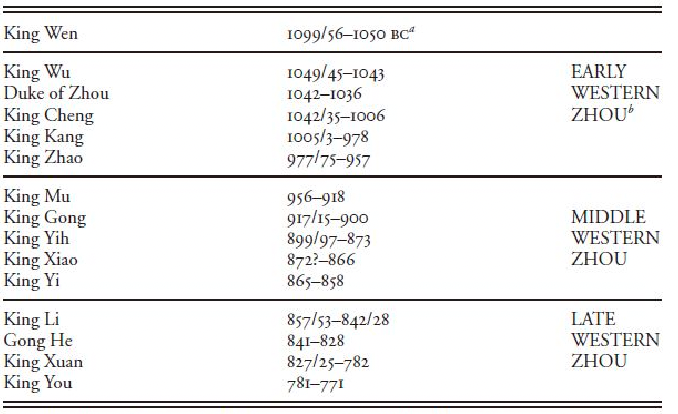 King Wen 1099/56–1050 BCᵃ
King Wu 1049/45–1043 EARLY
Duke of Zhou 1042–1036 WESTERN
King Cheng 1042/35–1006 ZHOUᵇ
King Kang 1005/3–978
King Zhao 977/75–957
King Mu 956–918
King Gong 917/15–900 MIDDLE
King Yih 899/97–873 WESTERN
King Xiao 872?–866 ZHOU
King Yi 865–858
King Li 857/53–842/28 LATE
Gong He 841–828 WESTERN
King Xuan 827/25–782 ZHOU
King You 781–771